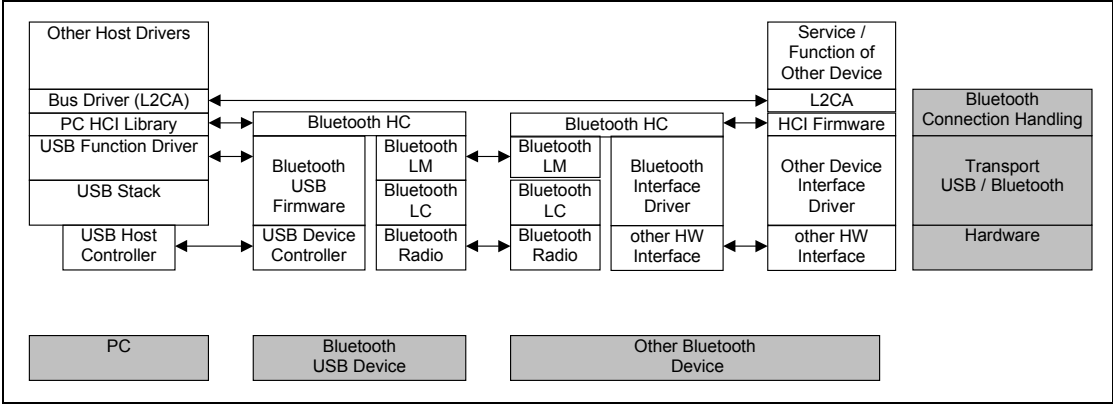 Other Host Drivers
Bus Driver (L2CA)
PC HCI Library
USB Function Driver
USB Stack
USB Host
Controller
Bluetooth HC
Bluetooth
USB
Firmware
USB Device
Controller
Bluetooth
LM
Bluetooth
LC
Bluetooth
Radio
Bluetooth HC
Bluetooth
LM
Bluetooth
LC
Bluetooth
Radio
Bluetooth
Interface
Driver
other HW
Interface
Service /
Function of
Other Device
L2CA
HCI Firmware
Other Device
Interface
Driver
other HW
Interface
Bluetooth
Connection Handling
Transport
USB / Bluetooth
Hardware
PC
Bluetooth
USB Device
Other Bluetooth
Device